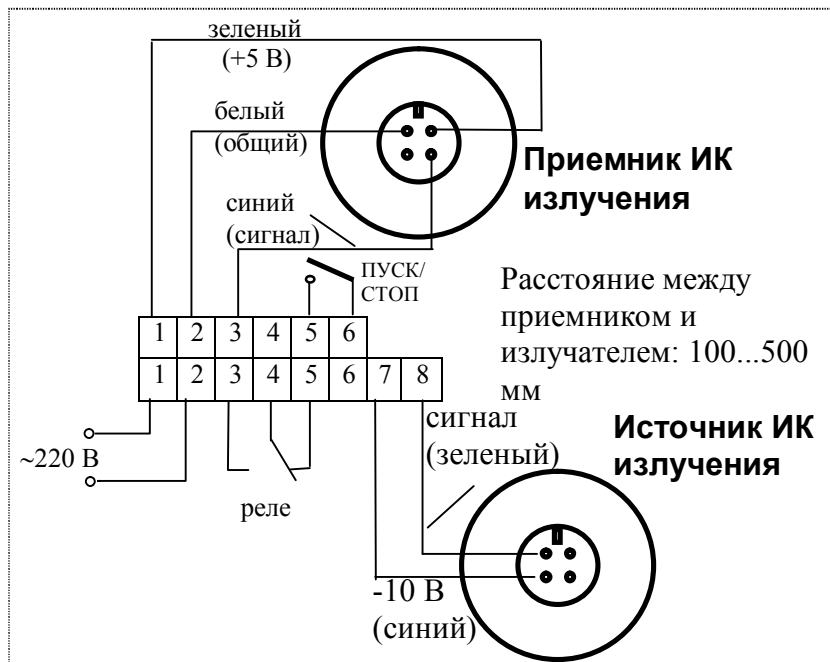 зеленый
(+5 В)
белый
(общий)
Приемник ИК
излучения
синий
(сигнал)
ПУСК/
СТОП
Расстояние между
приемником и
излучателем: 100...500
мм
1 2 3 4 5 6
1 2 3 4 5 6 7 8
~220 В
реле
сигнал
(зеленый)
Источник ИК
излучения
-10 В
(синий)